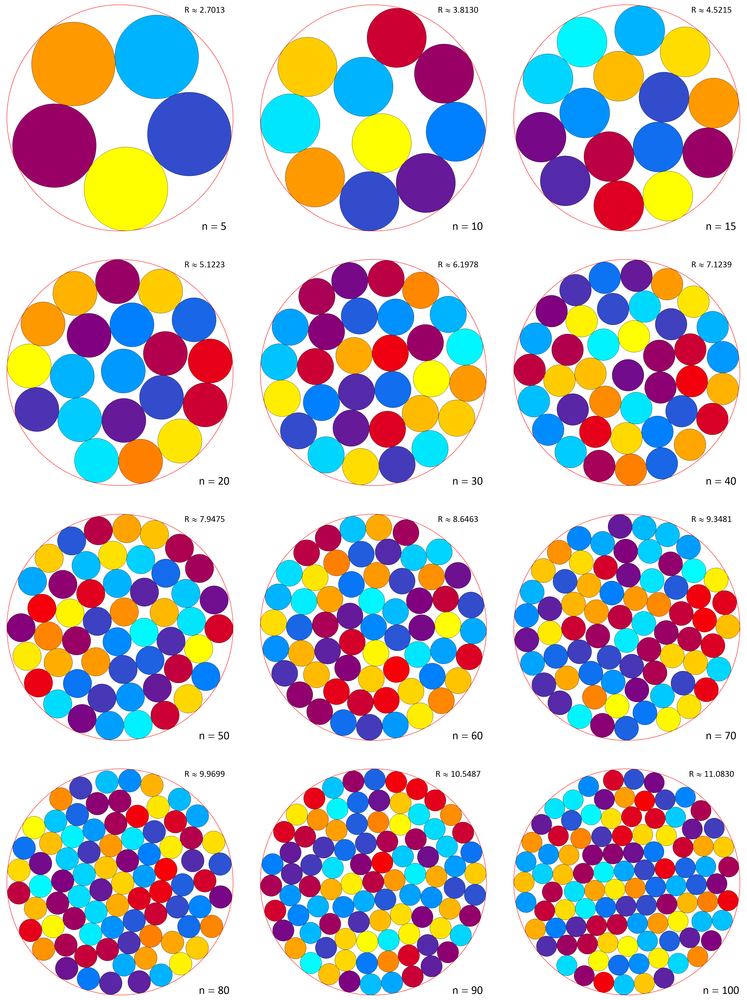 R ≈ 2.7013
R ≈ 3.8130
R ≈ 4.5215
n = 5
n = 10
n = 15
R ≈ 5.1223
R ≈ 6.1978
R ≈ 7.1239
n = 20
n = 30
n = 40
R ≈ 7.9475
R ≈ 8.6463
R ≈ 9.3481
n = 50
n = 60
n = 70
R ≈ 9.9699
R ≈ 10.5487
R ≈ 11.0830
n = 80
n = 90
n = 100